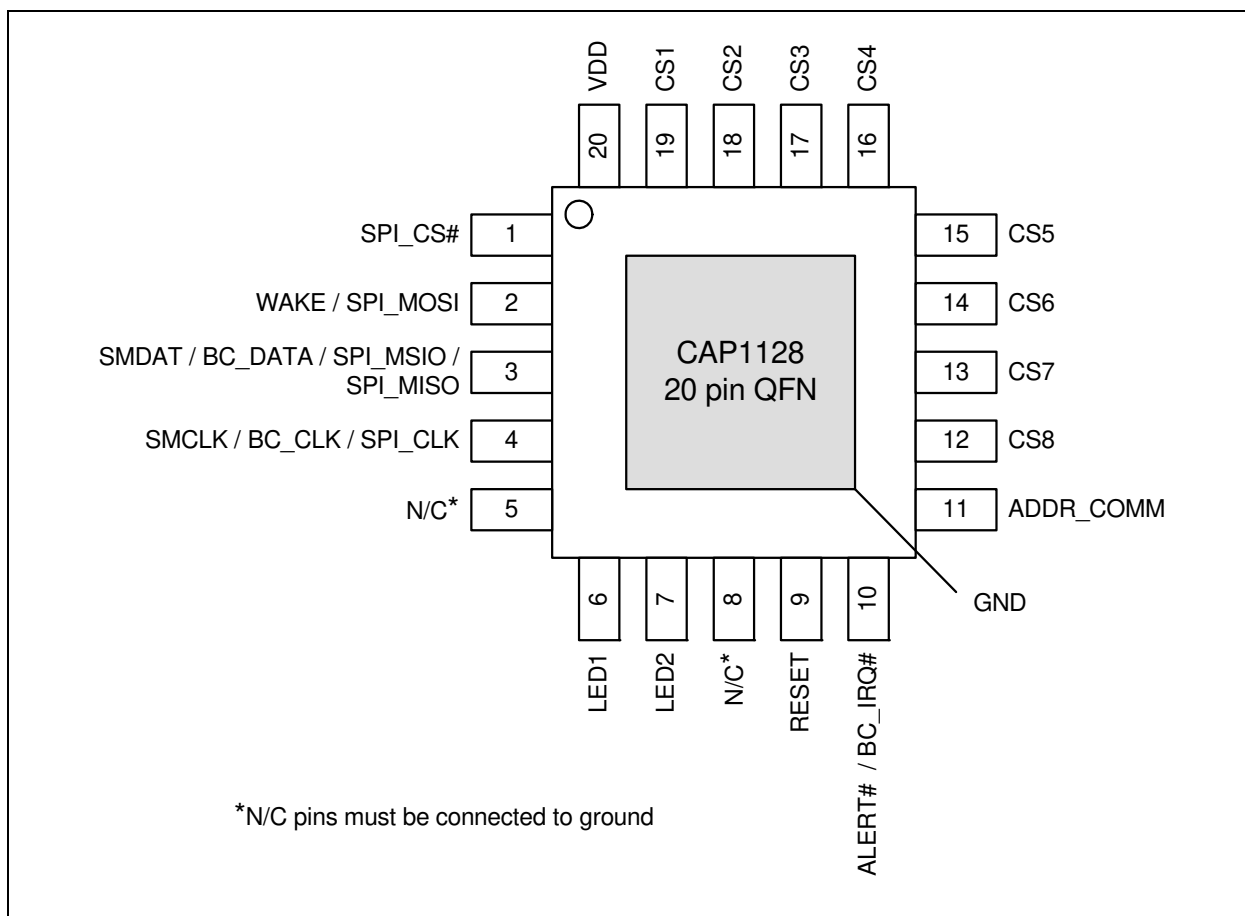 VDD
CS1
CS2
CS3
CS4
20
19
18
17
16
SPI_CS#
1
15
CS5
WAKE / SPI_MOSI
2
14
CS6
SMDAT / BC_DATA / SPI_MSIO /
SPI_MISO
3
13
CS7
SMCLK / BC_CLK / SPI_CLK
4
12
CS8
N/C*
5
11
ADDR_COMM
CAP1128
20 pin QFN
GND
6
7
8
9
10
LED1
LED2
N/C*
RESET
ALERT# / BC_IRQ#
*N/C pins must be connected to ground